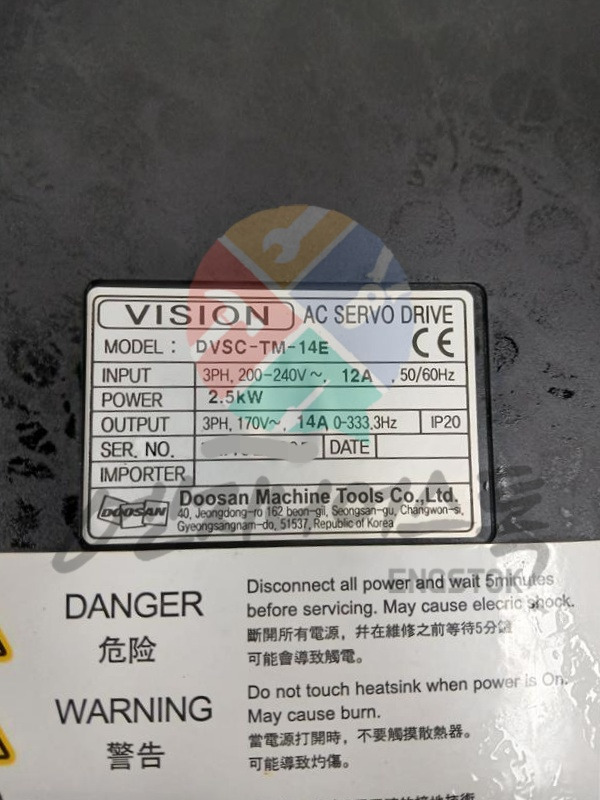 VISION AC SERVO DRIVE
MODEL : DVSC-TM-14E CE
INPUT 3PH, 200-240V~, 12A , 50/60Hz
POWER 2.5kW
OUTPUT 3PH, 170V~, 14A, 0-333.3Hz IP20
SER. NO. DATE
IMPORTER
DOOSAN Doosan Machine Tools Co.,Ltd.
40, Jeongdong-ro 162 beon-gil, Seongsan-gu, Changwon-si,
Gyeongsangnam-do, 51537, Republic of Korea
ENGSTOK
DANGER
危险
Disconnect all power and wait 5minutes
before servicing. May cause elecric shock.
斷開所有電源，幷在維修之前等待5分鐘
可能會導致觸電。
WARNING
警告
Do not touch heatsink when power is On.
May cause burn.
當電源打開時，不要觸摸散熱器。
可能導致灼傷。